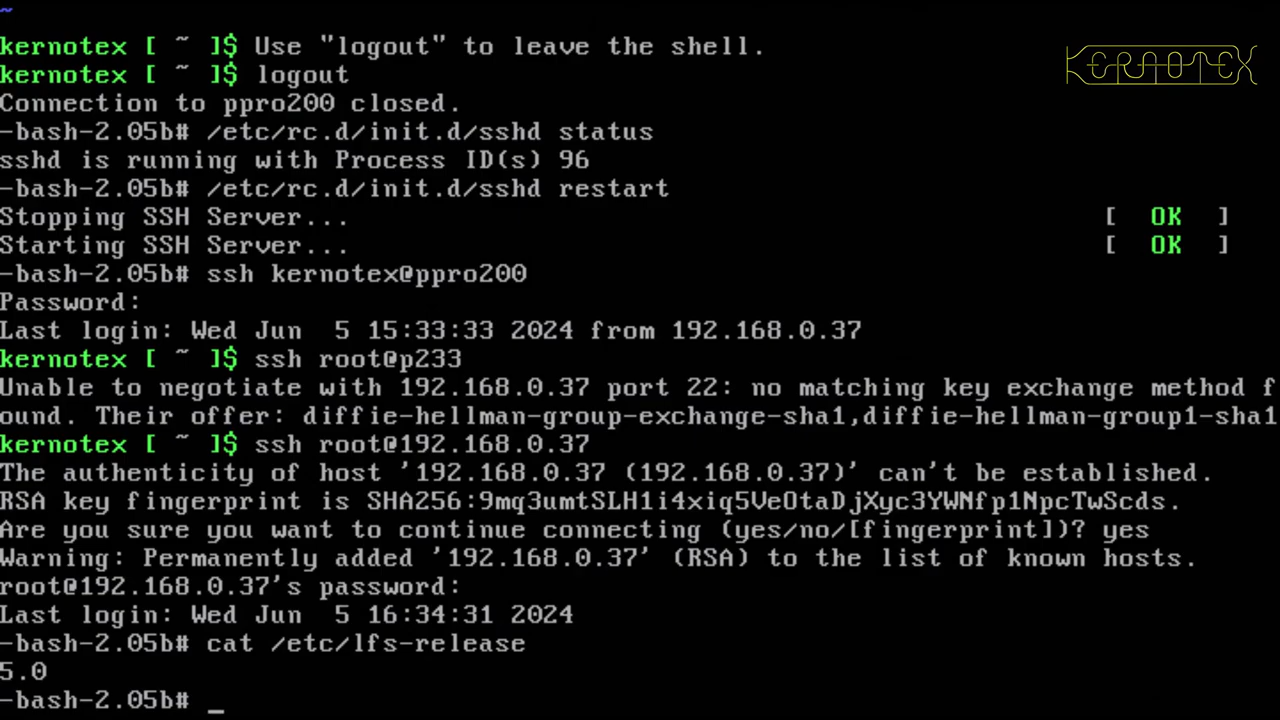 ~
kernotex [ ~ ]$ Use "logout" to leave the shell.
KERNOTEX
kernotex [ ~ ]$ logout
Connection to ppro200 closed.
-bash-2.05b# /etc/rc.d/init.d/sshd status
sshd is running with Process ID(s) 96
-bash-2.05b# /etc/rc.d/init.d/sshd restart
Stopping SSH Server... [ OK ]
Starting SSH Server... [ OK ]
-bash-2.05b# ssh kernotex@ppro200
Password:
Last login: Wed Jun  5 15:33:33 2024 from 192.168.0.37
kernotex [ ~ ]$ ssh root@p233
Unable to negotiate with 192.168.0.37 port 22: no matching key exchange method f
ound. Their offer: diffie-hellman-group-exchange-sha1,diffie-hellman-group1-sha1
kernotex [ ~ ]$ ssh root@192.168.0.37
The authenticity of host '192.168.0.37 (192.168.0.37)' can't be established.
RSA key fingerprint is SHA256:9mq3umtSLH1i4xiq5VeOtaDjXyc3YWNfp1NpcTwScds.
Are you sure you want to continue connecting (yes/no/[fingerprint])? yes
Warning: Permanently added '192.168.0.37' (RSA) to the list of known hosts.
root@192.168.0.37's password:
Last login: Wed Jun  5 16:34:31 2024
-bash-2.05b# cat /etc/lfs-release
5.0
-bash-2.05b# _